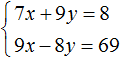 7x + 9y = 8
9x − 8y = 69